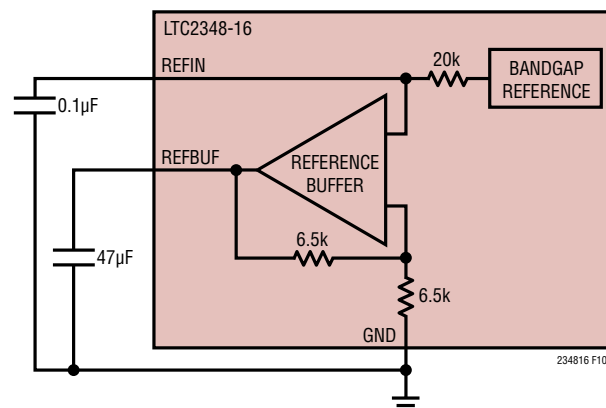 LTC2348-16
REFIN
20k
BANDGAP
REFERENCE
0.1µF
REFBUF
REFERENCE
BUFFER
6.5k
47µF
6.5k
GND
234816 F10